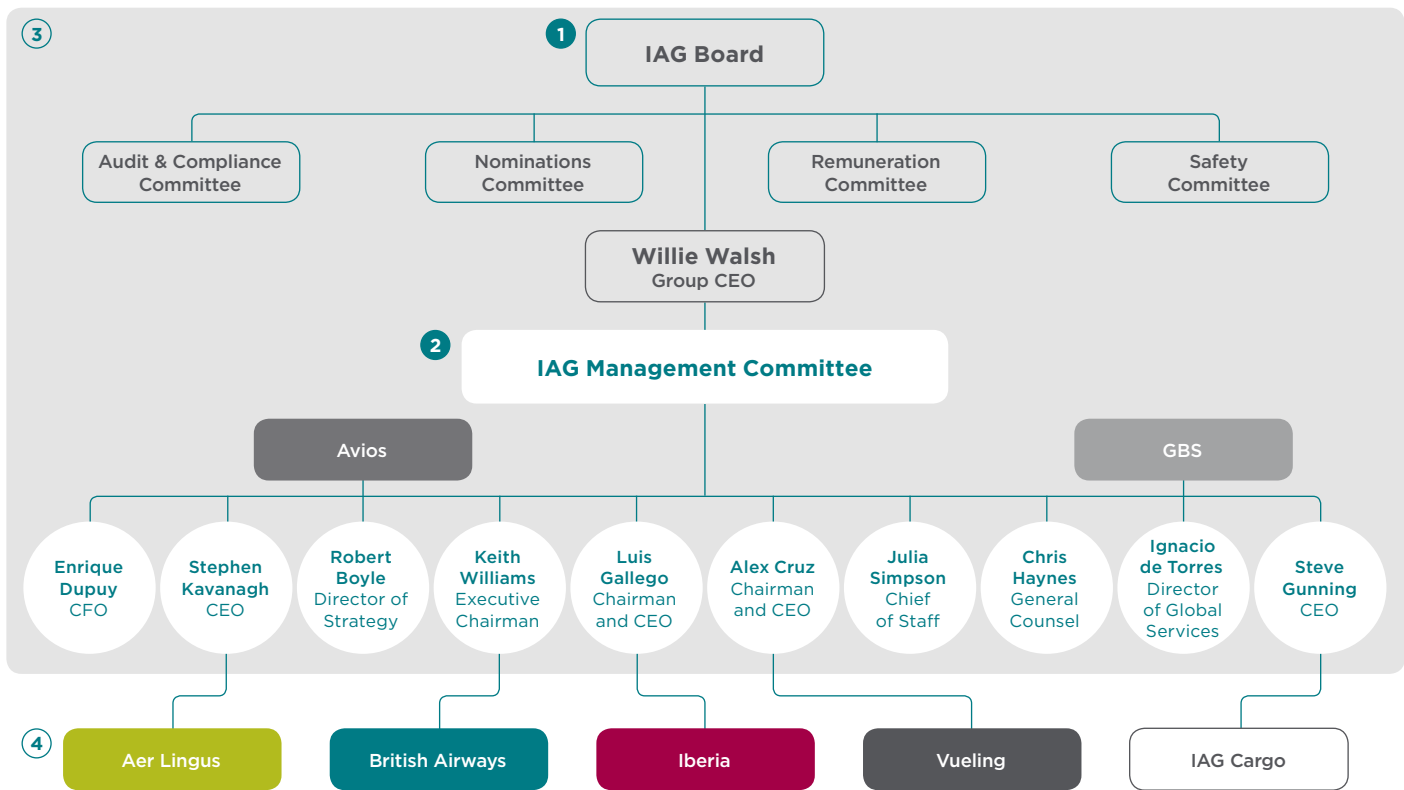 3
1
IAG Board
Audit & Compliance
Committee
Nominations
Committee
Remuneration
Committee
Safety
Committee
Willie Walsh
Group CEO
2
IAG Management Committee
Avios
GBS
Enrique
Dupuy
CFO
Stephen
Kavanagh
CEO
Robert
Boyle
Director of
Strategy
Keith
Williams
Executive
Chairman
Luis
Gallego
Chairman
and CEO
Alex Cruz
Chairman
and CEO
Julia
Simpson
Chief
of Staff
Chris
Haynes
General
Counsel
Ignacio
de Torres
Director
of Global
Services
Steve
Gunning
CEO
4
Aer Lingus
British Airways
Iberia
Vueling
IAG Cargo